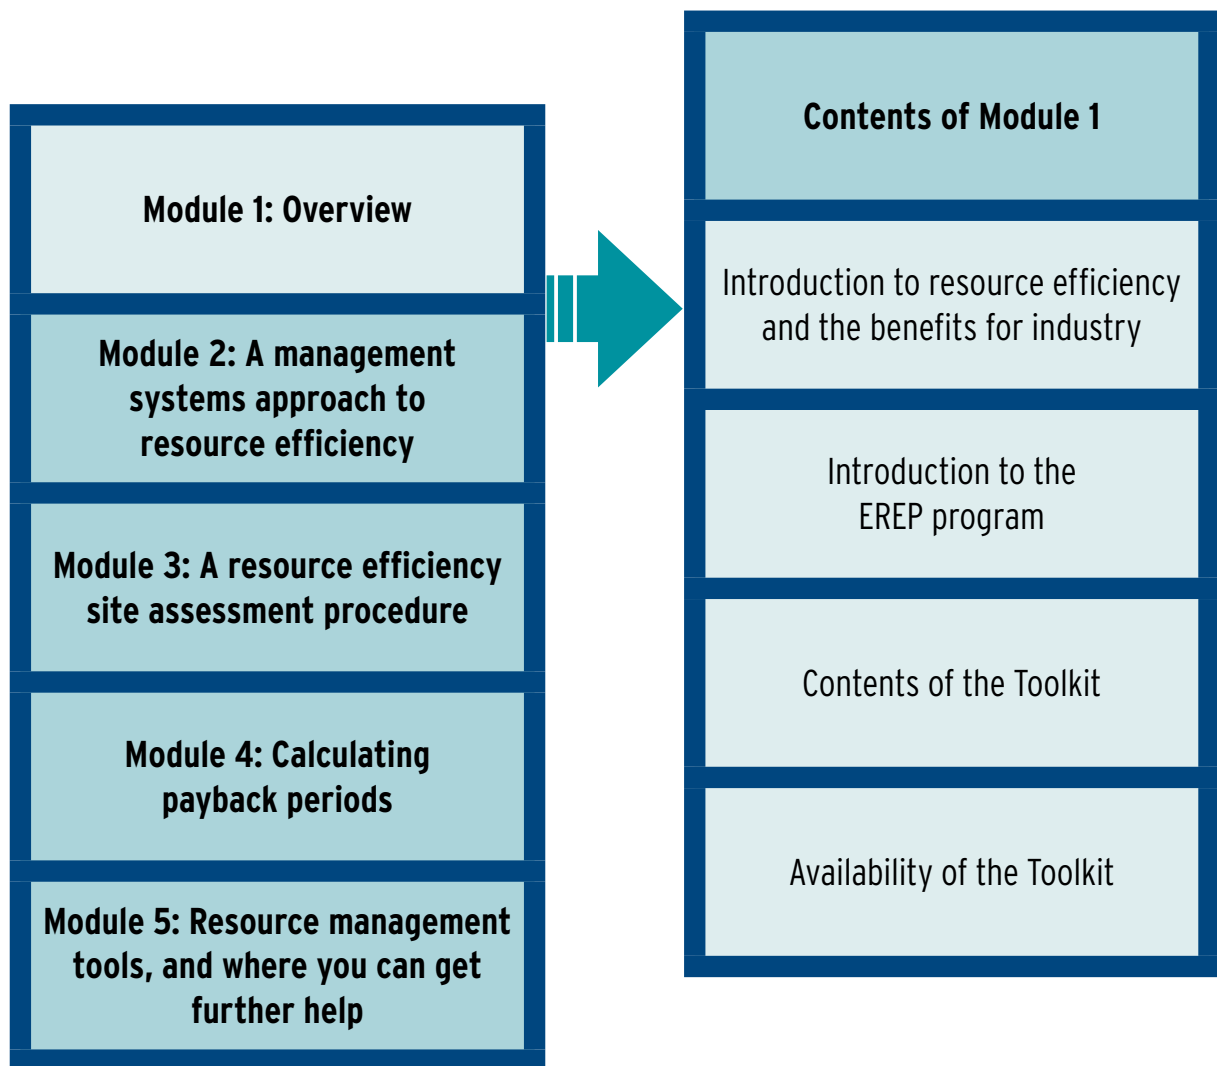 Module 1: Overview
Module 2: A management
systems approach to
resource efficiency
Module 3: A resource efficiency
site assessment procedure
Module 4: Calculating
payback periods
Module 5: Resource management
tools, and where you can get
further help
Contents of Module 1
Introduction to resource efficiency
and the benefits for industry
Introduction to the
EREP program
Contents of the Toolkit
Availability of the Toolkit